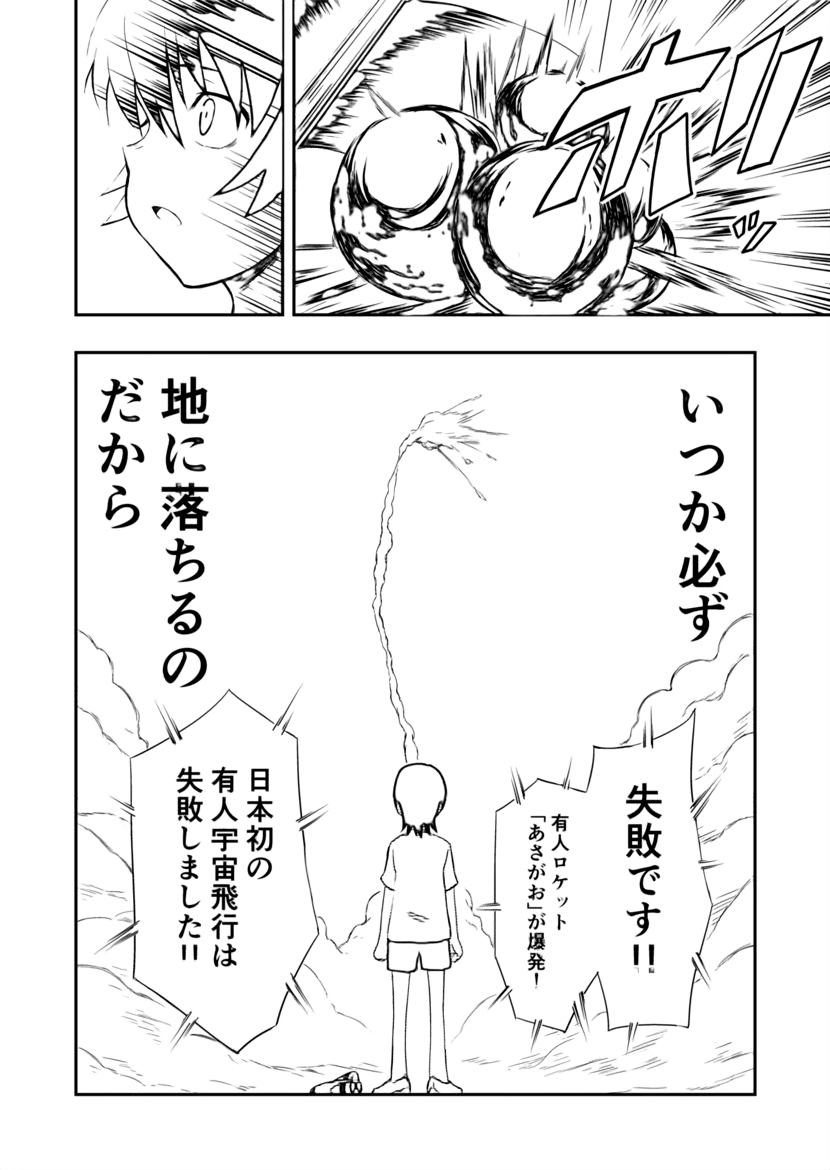 ボリッ
いつか必ず
失敗です!!
有人ロケット
「あさがお」が爆発!
地に落ちるの
だから
日本初の
有人宇宙飛行は
失敗しました!!